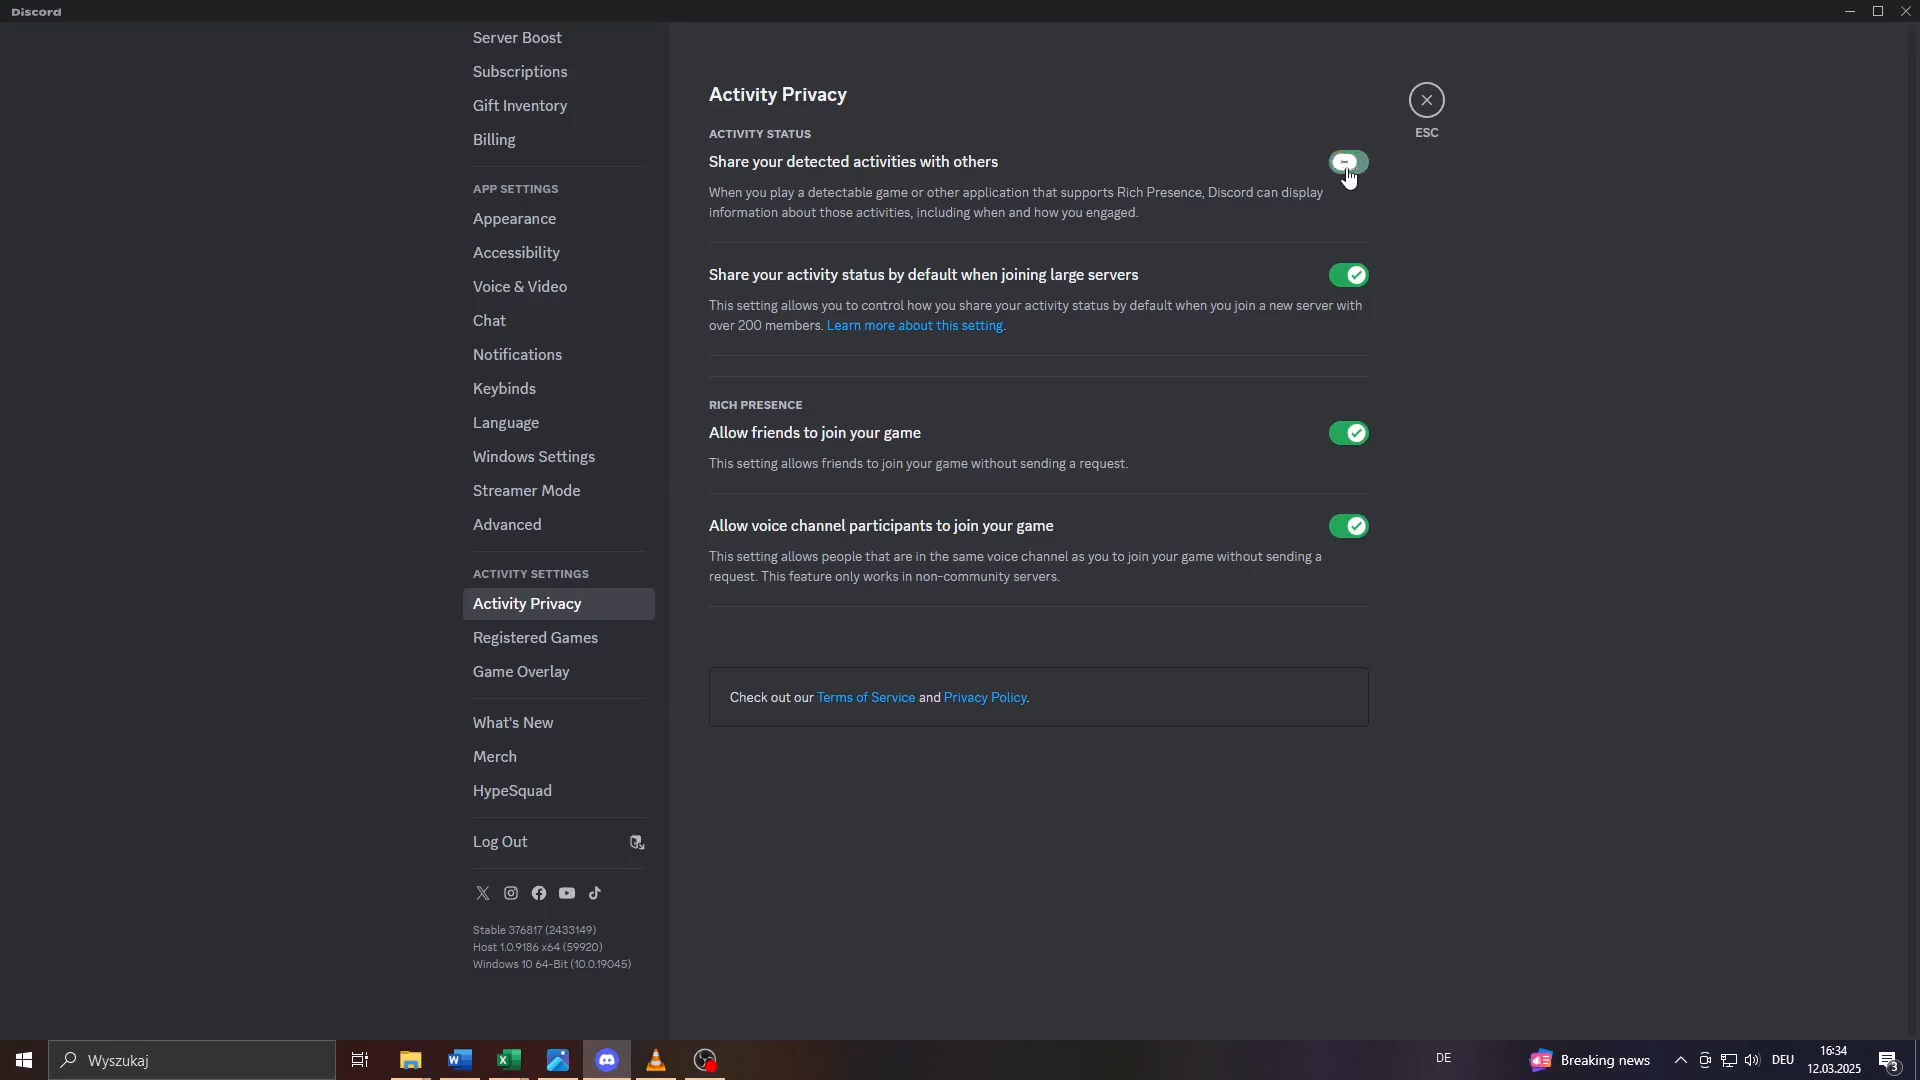 Discord
Server Boost
Subscriptions
Gift Inventory
Billing
APP SETTINGS
Appearance
Accessibility
Voice & Video
Chat
Notifications
Keybinds
Language
Windows Settings
Streamer Mode
Advanced
ACTIVITY SETTINGS
Activity Privacy
Registered Games
Game Overlay
What's New
Merch
HypeSquad
Log Out
Stable 376817 (2433149)
Host 1.0.9186 x64 (59920)
Windows 10 64-Bit (10.0.19045)
Activity Privacy
ACTIVITY STATUS
Share your detected activities with others
When you play a detectable game or other application that supports Rich Presence, Discord can display
information about those activities, including when and how you engaged.
Share your activity status by default when joining large servers
This setting allows you to control how you share your activity status by default when you join a new server with
over 200 members. Learn more about this setting.
RICH PRESENCE
Allow friends to join your game
This setting allows friends to join your game without sending a request.
Allow voice channel participants to join your game
This setting allows people that are in the same voice channel as you to join your game without sending a
request. This feature only works in non-community servers.
Check out our Terms of Service and Privacy Policy.
ESC
Wyszukaj
DE
Breaking news
DEU
16:34
12.03.2025
3